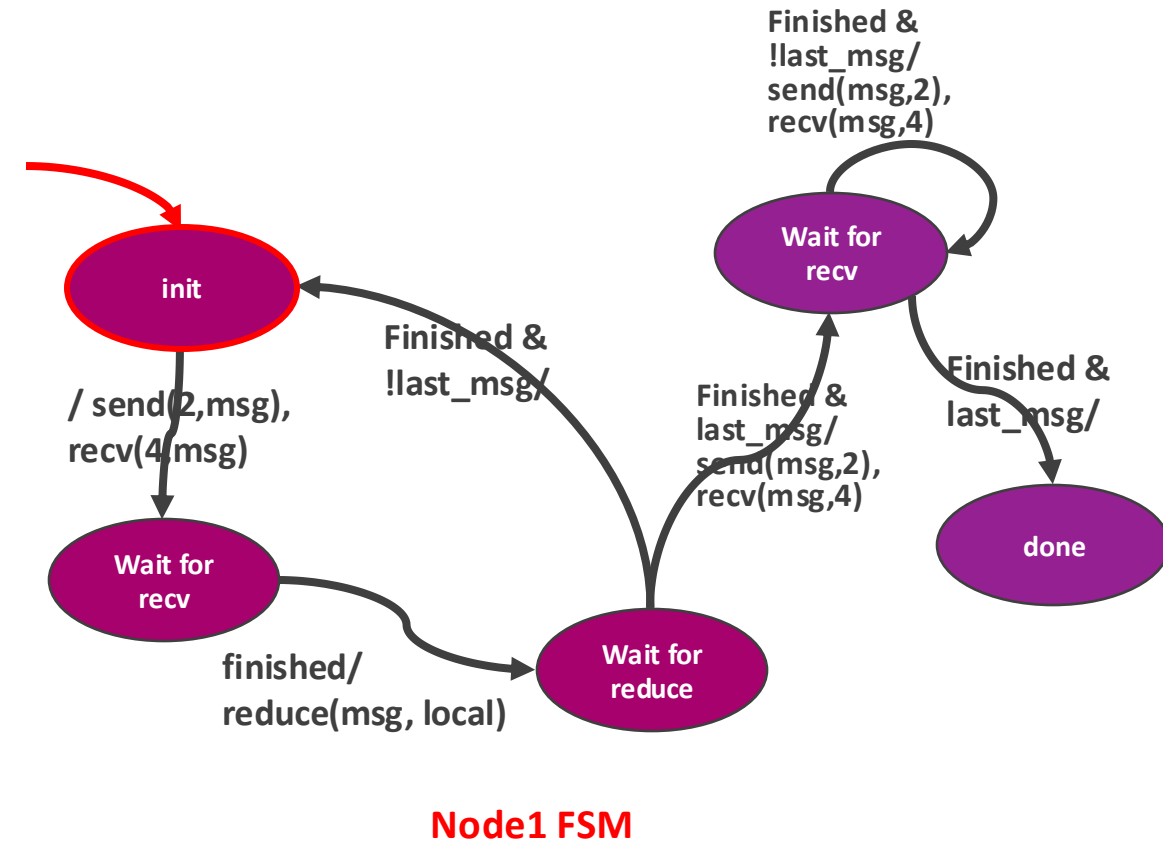 Finished &
!last_msg/
send(msg,2),
recv(msg,4)
Wait for
recv
init
Finished &
!last_msg/
Finished &
last_msg/
send(msg,2),
recv(msg,4)
Finished &
last_msg/
/ send(2,msg),
recv(4,msg)
Wait for
recv
done
finished/
reduce(msg, local)
Wait for
reduce
Node1 FSM